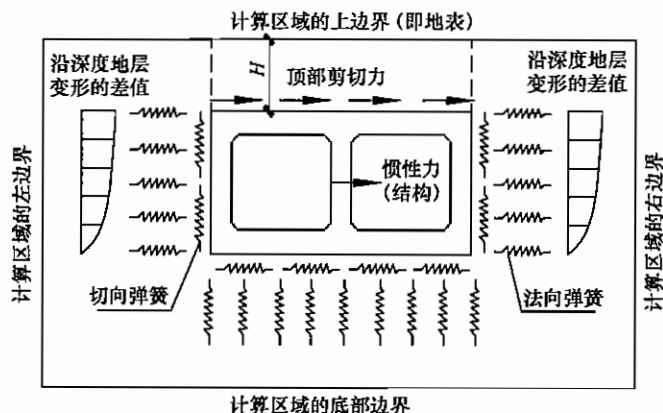 计算区域的上边界(即地表)
沿深度地层
变形的差值
H
顶部剪切力
沿深度地层
变形的差值
计算区域的左边界
惯性力
(结构)
计算区域的右边界
切向弹簧
法向弹簧
计算区域的底部边界